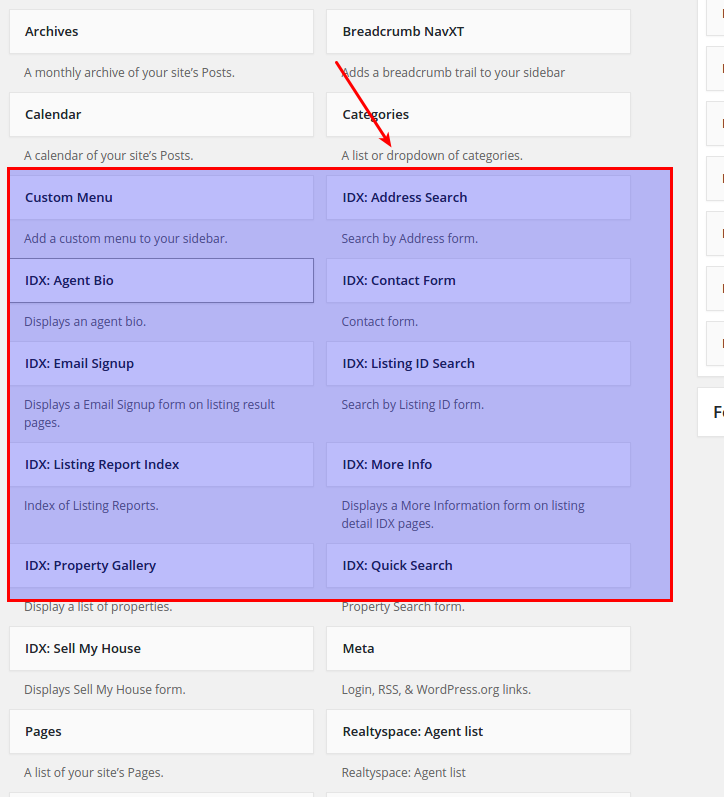 Archives
Breadcrumb NavXT
A monthly archive of your site’s Posts.
Adds a breadcrumb trail to your sidebar
Calendar
Categories
A calendar of your site’s Posts.
A list or dropdown of categories.
Custom Menu
IDX: Address Search
Add a custom menu to your sidebar.
Search by Address form.
IDX: Agent Bio
IDX: Contact Form
Displays an agent bio.
Contact form.
IDX: Email Signup
IDX: Listing ID Search
Displays a Email Signup form on listing result
pages.
Search by Listing ID form.
IDX: Listing Report Index
IDX: More Info
Index of Listing Reports.
Displays a More Information form on listing
detail IDX pages.
IDX: Property Gallery
IDX: Quick Search
Display a list of properties.
Property Search form.
IDX: Sell My House
Meta
Displays Sell My House form.
Login, RSS, & WordPress.org links.
Pages
Realtyspace: Agent list
A list of your site’s Pages.
Realtyspace: Agent list